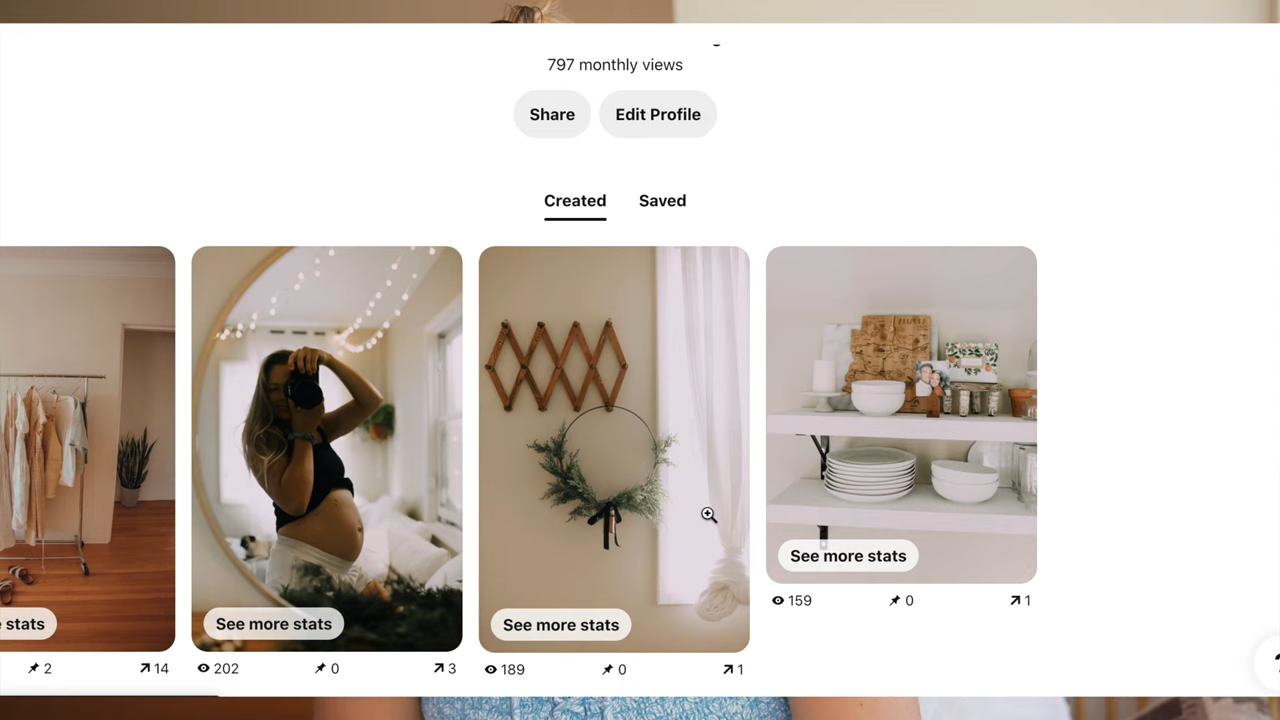 797 monthly views
Share
Edit Profile
Created
Saved
See more stats
159
0
1
stats
See more stats
See more stats
2
14
202
0
3
189
0
1